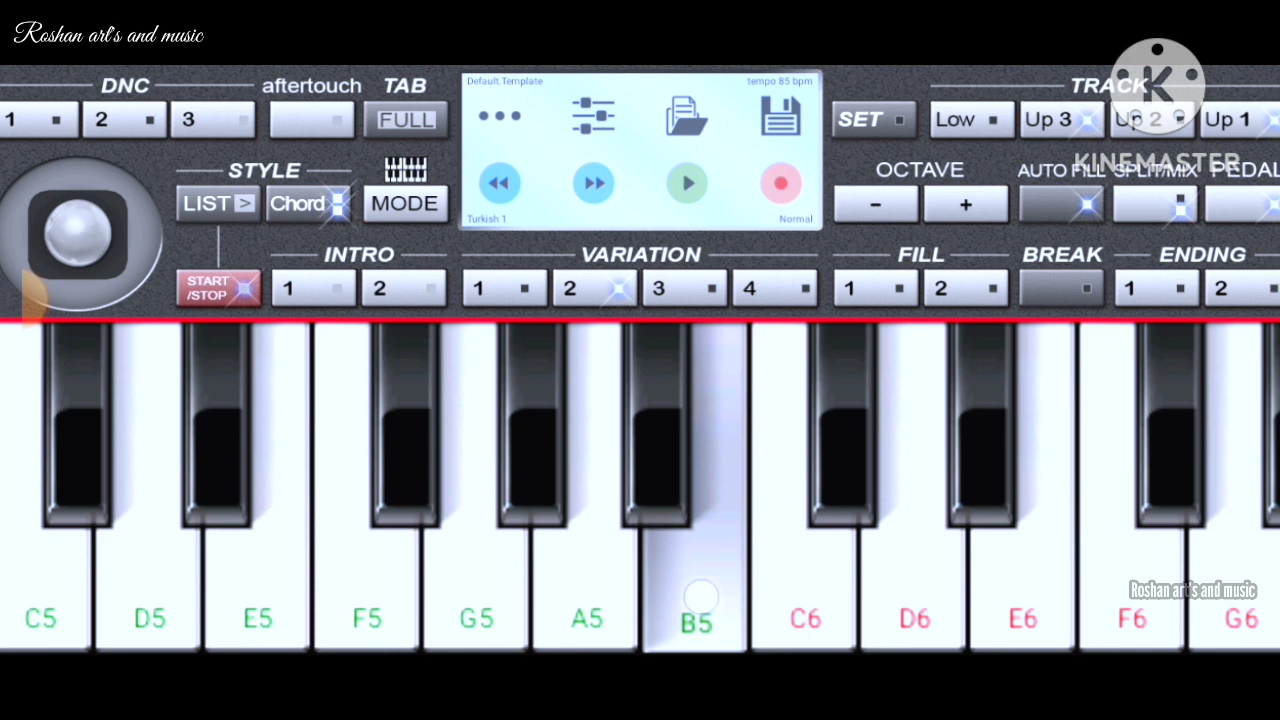 Roshan art's and music
DNC aftertouch TAB
1 2 3 FULL
Default.Template tempo 85 bpm
Turkish 1 Normal
TRACK
SET Low Up 3 Up 2 Up 1
KINEMASTER
STYLE
LIST > Chord MODE
OCTAVE AUTO FILL SPLIT/MIX PEDAL
- +
INTRO VARIATION FILL BREAK ENDING
START
/STOP
1 2 1 2 3 4 1 2 1 2
Roshan art's and music
C5 D5 E5 F5 G5 A5 B5 C6 D6 E6 F6 G6